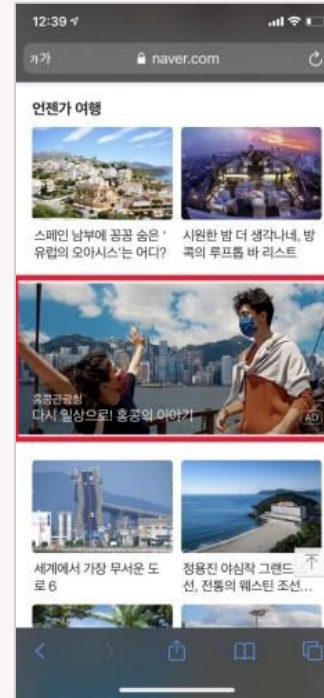 12:39
가가 naver.com
언젠가 여행
스페인 남부에 꽁꽁 숨은 '
유럽의 오아시스'는 어디?
시원한 밤 더 생각나네, 방
콕의 루프톱 바 리스트
홍콩관광청
다시 일상으로! 홍콩의 이야기
AD
세계에서 가장 무서운 도
로 6
정용진 야심작 그랜드
선, 전통의 웨스틴 조선...